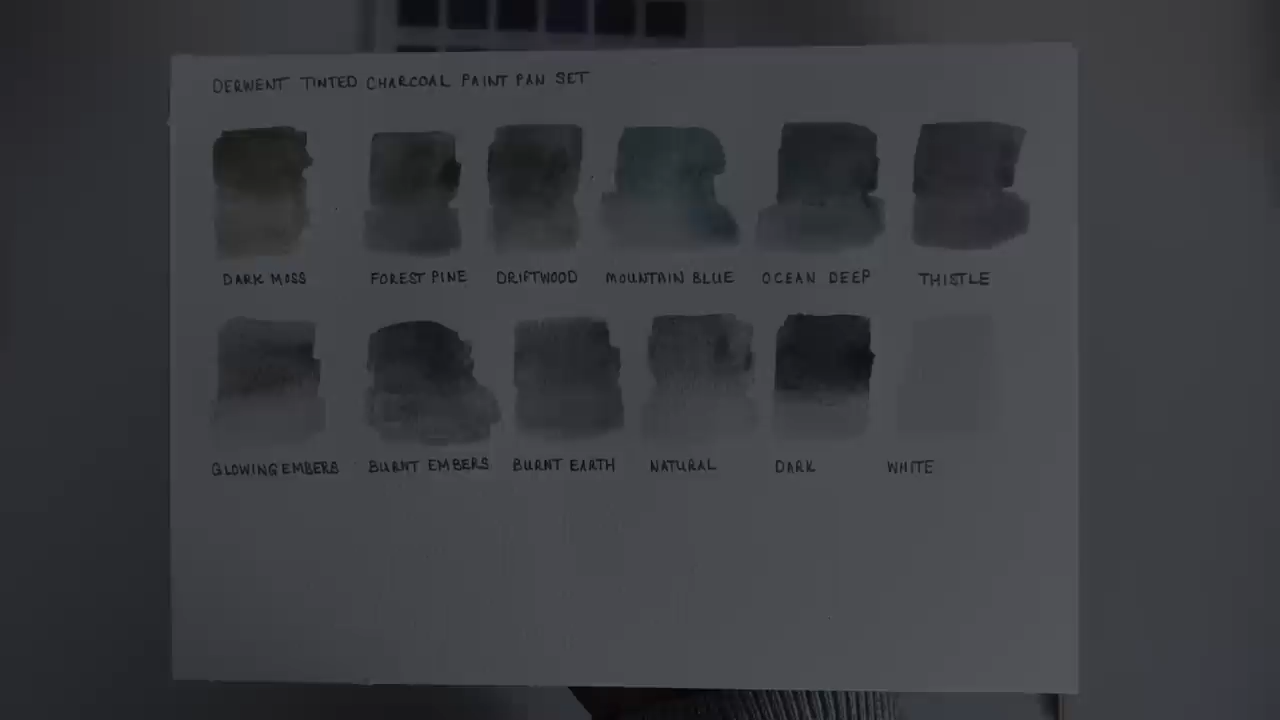 DERWENT TINTED CHARCOAL PAINT PAN SET
DARK MOSS FOREST PINE DRIFTWOOD MOUNTAIN BLUE OCEAN DEEP THISTLE
GLOWING EMBERS BURNT EMBERS BURNT EARTH NATURAL DARK WHITE